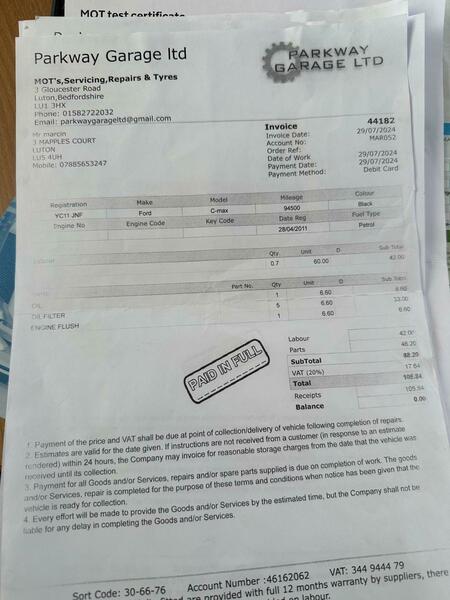 MOT test certificate
Parkway Garage ltd
PARKWAY
GARAGE LTD
MOT's,Servicing,Repairs & Tyres
3 Gloucester Road
Luton,Bedfordshire
LU1 3HX
Phone: 01582722032
Email: parkwaygarageltd@gmail.com
Mr marcin
3 MAPPLES COURT
LUTON
LU5 4UH
Mobile: 07885653247
Invoice 44182
Invoice Date: 29/07/2024
Account No: MAR052
Order Ref:
Date of Work 29/07/2024
Payment Date: 29/07/2024
Payment Method: Debit Card
Registration Make Model Mileage Colour
YC11 JNF Ford C-max 94500 Black
Engine No Engine Code Key Code Date Reg Fuel Type
28/04/2011 Petrol
Qty Unit D Sub Total
Labour 0.7 60.00 42.00
Part No. Qty Unit D Sub Total
OIL 1 6.60 6.60
OIL FILTER 5 6.60 33.00
ENGINE FLUSH 1 6.60 6.60
Labour 42.00
Parts 46.20
SubTotal 88.20
VAT (20%) 17.64
Total 105.84
Receipts 105.84
Balance 0.00
PAID IN FULL
1. Payment of the price and VAT shall be due at point of collection/delivery of vehicle following completion of repairs.
2. Estimates are valid for the date given. If instructions are not received from a customer (in response to an estimate
rendered) within 24 hours, the Company may invoice for reasonable storage charges from the date that the vehicle was
received until its collection.
3. Payment for all Goods and/or Services, repairs and/or spare parts supplied is due on completion of work. The goods
and/or Services, repair is completed for the purpose of these terms and conditions when notice has been given that the
vehicle is ready for collection.
4. Every effort will be made to provide the Goods and/or Services by the estimated time, but the Company shall not be
liable for any delay in completing the Goods and/or Services.
Sort Code: 30-66-76 Account Number :46162062 VAT: 344 9444 79
fitted are provided with full 12 months warranty by suppliers, there
on labour.